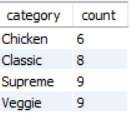 category count
Chicken 6
Classic 8
Supreme 9
Veggie 9